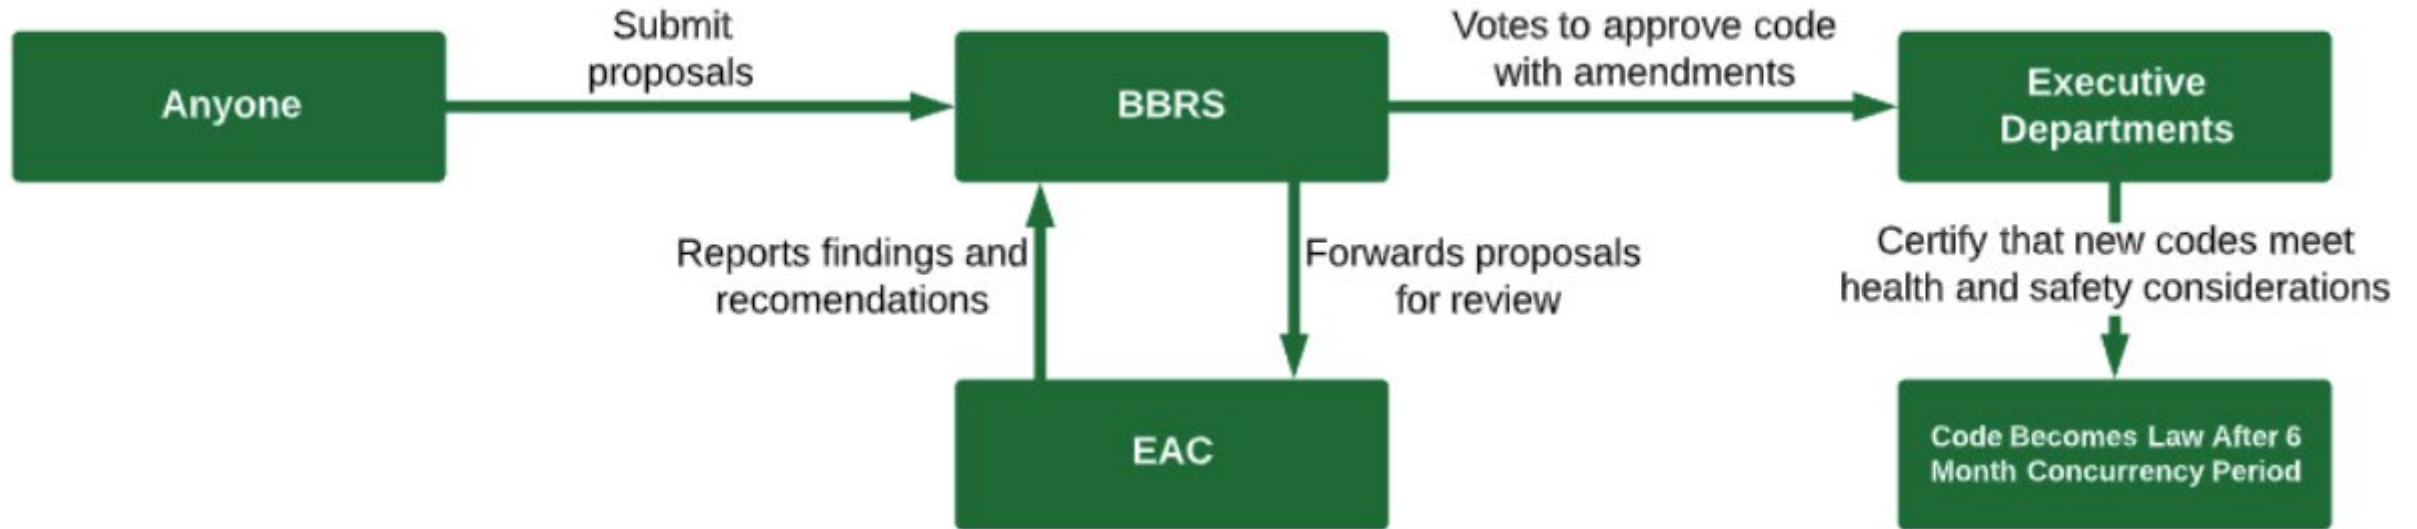 Submit
proposals
Votes to approve code
with amendments
Anyone
BBRS
Executive
Departments
Reports findings and
recomendations
Forwards proposals
for review
Certify that new codes meet
health and safety considerations
EAC
Code Becomes Law After 6
Month Concurrency Period